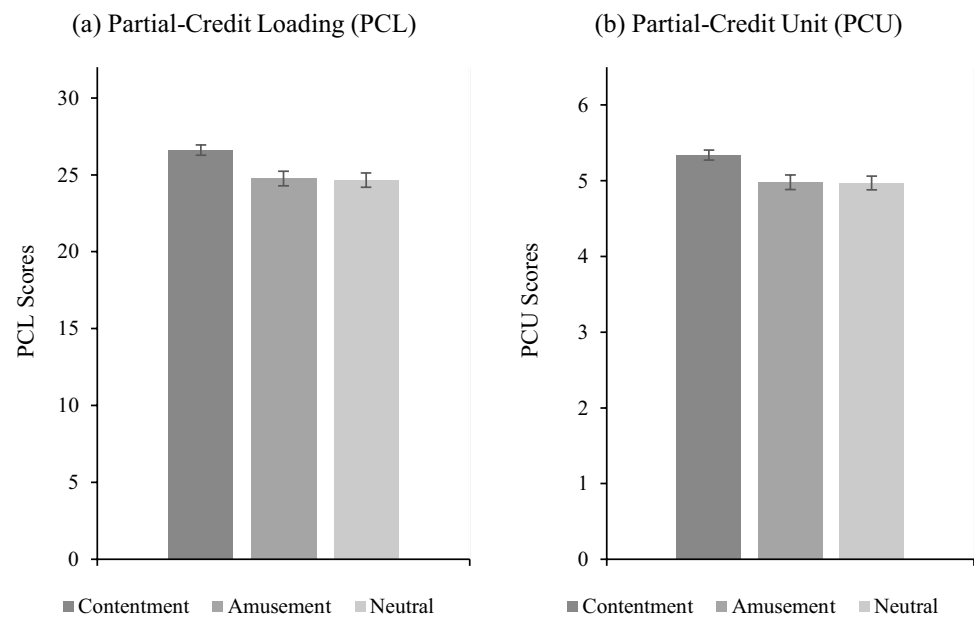 (a) Partial-Credit Loading (PCL)
30
25
20
15
10
5
0
PCL Scores
Contentment Amusement Neutral
(b) Partial-Credit Unit (PCU)
6
5
4
3
2
1
0
PCU Scores
Contentment Amusement Neutral